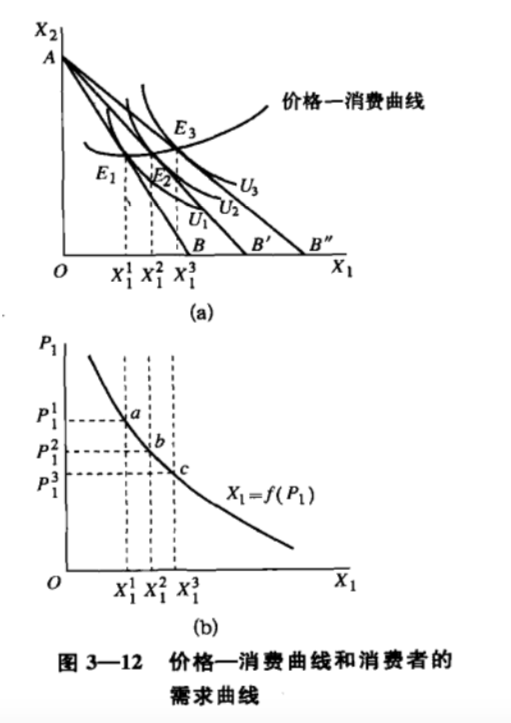 X₂
A
价格—消费曲线
E₃
E₁
E₂
U₃
U₂
U₁
B
B′
B″
O
X₁¹
X₁²
X₁³
X₁
(a)
P₁
P₁¹
a
P₁²
b
P₁³
c
X₁=f(P₁)
O
X₁¹
X₁²
X₁³
X₁
(b)
图 3—12 价格—消费曲线和消费者的
需求曲线